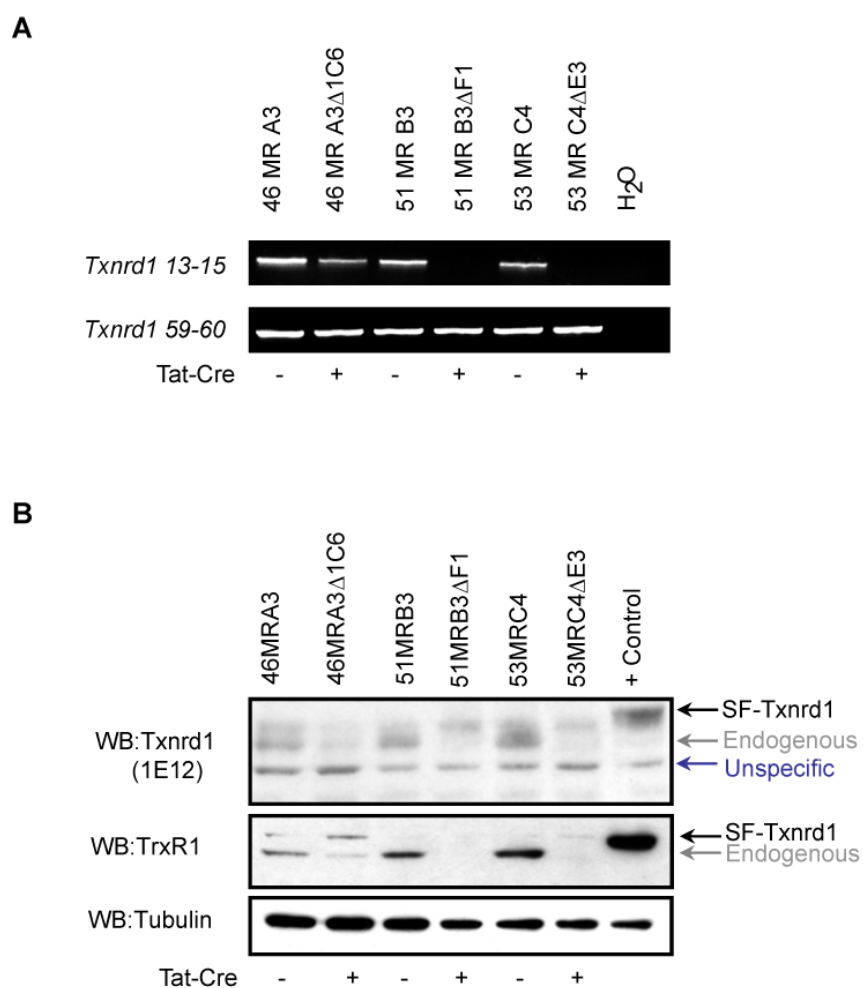 A
46 MR A3
46 MR A3Δ1C6
51 MR B3
51 MR B3ΔF1
53 MR C4
53 MR C4ΔE3
H2O
Txnrd1 13-15
Txnrd1 59-60
Tat-Cre - + - + - +
B
46MRA3
46MRA3Δ1C6
51MRB3
51MRB3ΔF1
53MRC4
53MRC4ΔE3
+ Control
WB:Txnrd1
(1E12)
SF-Txnrd1
Endogenous
Unspecific
WB:TrxR1
SF-Txnrd1
Endogenous
WB:Tubulin
Tat-Cre - + - + - +